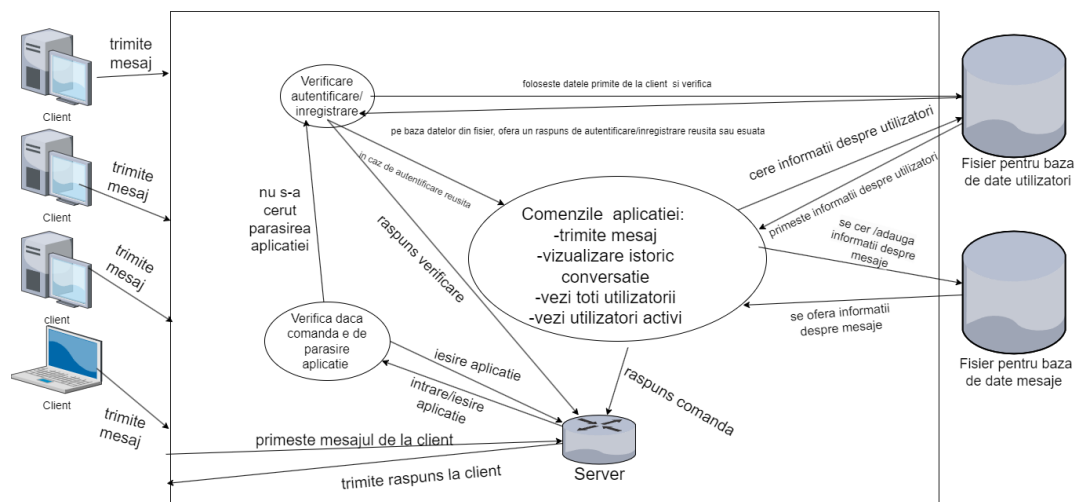 trimite
mesaj
Client
trimite
mesaj
Client
trimite
mesaj
client
Client
trimite
mesaj
Verificare
autentificare/
inregistrare
foloseste datele primite de la client si verifica
pe baza datelor din fisier, ofera un raspuns de autentificare/inregistrare reusita sau esuata
in caz de autentificare reusita
nu s-a
cerut
parasirea
aplicatiei
raspuns verificare
Comenzile aplicatiei:
-trimite mesaj
-vizualizare istoric
conversatie
-vezi toti utilizatorii
-vezi utilizatori activi
cere informatii despre utilizatori
primeste informatii despre utilizatori
Fisier pentru baza
de date utilizatori
se cer /adauga
informatii despre
mesaje
se ofera informatii
despre mesaje
Fisier pentru baza
de date mesaje
Verifica daca
comanda e de
parasire
aplicatie
iesire aplicatie
intrare/iesire
aplicatie
raspuns comanda
primeste mesajul de la client
trimite raspuns la client
Server